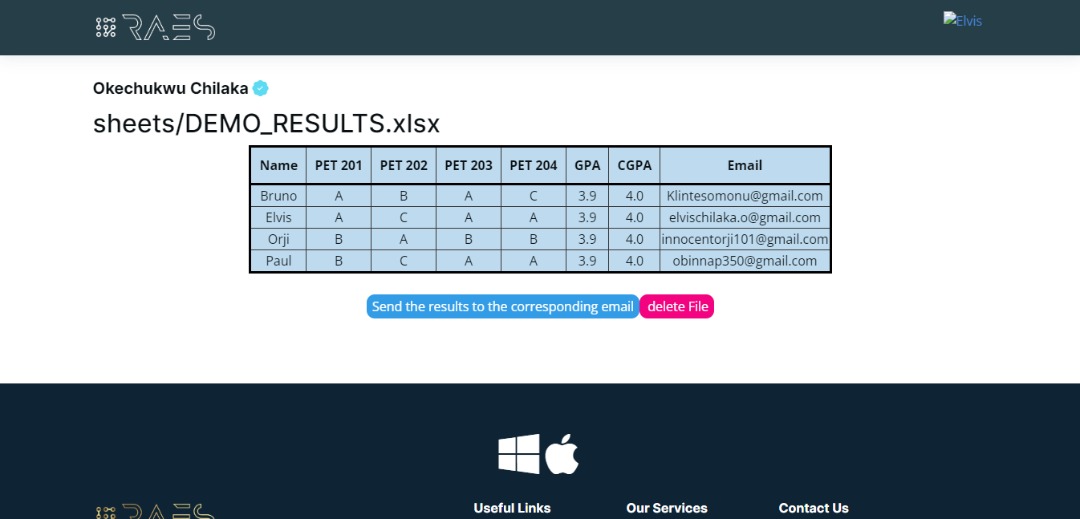 RAES Elvis
Okechukwu Chilaka
sheets/DEMO_RESULTS.xlsx
Name PET 201 PET 202 PET 203 PET 204 GPA CGPA Email
Bruno A B A C 3.9 4.0 Klintesomonu@gmail.com
Elvis A C A A 3.9 4.0 elvischilaka.o@gmail.com
Orji B A B B 3.9 4.0 innocentorji101@gmail.com
Paul B C A A 3.9 4.0 obinnap350@gmail.com
Send the results to the corresponding email delete File
RAES Useful Links Our Services Contact Us